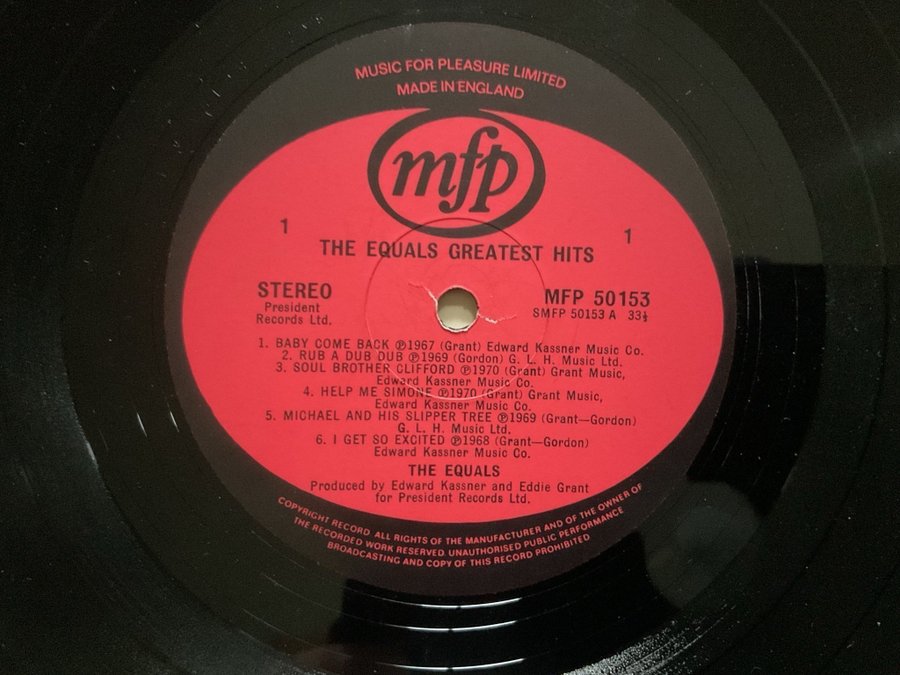 MUSIC FOR PLEASURE LIMITED
MADE IN ENGLAND
mfp
1 1
THE EQUALS GREATEST HITS
STEREO MFP 50153
President SMFP 50153 A 33⅓
Records Ltd.
1. BABY COME BACK ℗1967 (Grant) Edward Kassner Music Co.
2. RUB A DUB DUB ℗1969 (Gordon) G. L. H. Music Ltd.
3. SOUL BROTHER CLIFFORD ℗1970 (Grant) Grant Music,
Edward Kassner Music Co.
4. HELP ME SIMONE ℗1970 (Grant) Grant Music,
Edward Kassner Music Co.
5. MICHAEL AND HIS SLIPPER TREE ℗1969 (Grant—Gordon)
G. L. H. Music Ltd.
6. I GET SO EXCITED ℗1968 (Grant—Gordon)
Edward Kassner Music Co.
THE EQUALS
Produced by Edward Kassner and Eddie Grant
for President Records Ltd.
COPYRIGHT RECORD. ALL RIGHTS OF THE MANUFACTURER AND OF THE OWNER OF
THE RECORDED WORK RESERVED. UNAUTHORISED PUBLIC PERFORMANCE
BROADCASTING AND COPY OF THIS RECORD PROHIBITED